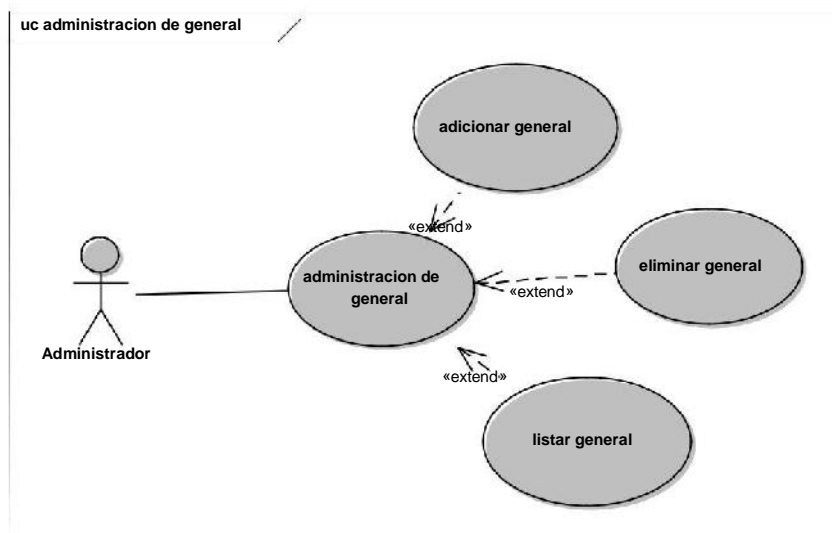 uc administracion de general
adicionar general
«extend»
eliminar general
administracion de
general
«extend»
Administrador
«extend»
listar general